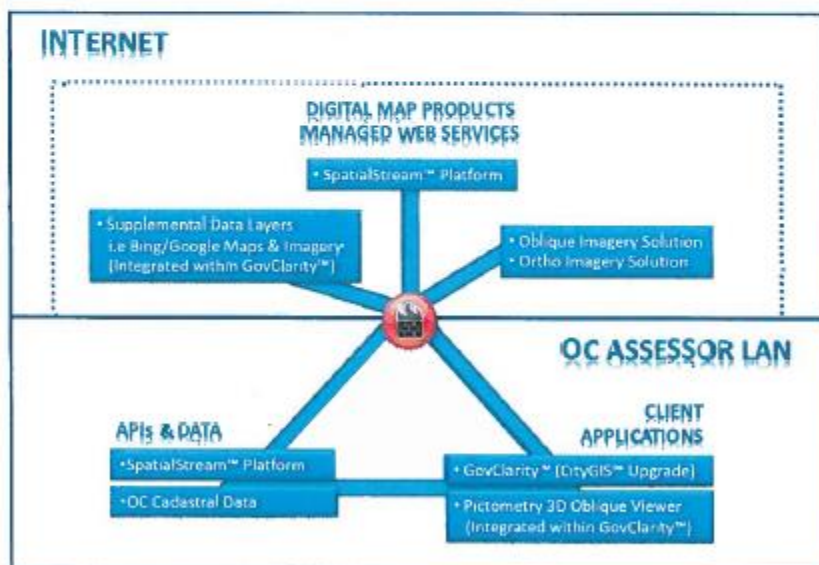 INTERNET
DIGITAL MAP PRODUCTS
MANAGED WEB SERVICES
• SpatialStream™ Platform
• Supplemental Data Layers
i.e Bing/Google Maps & Imagery
(Integrated within GovClarity™)
• Oblique Imagery Solution
• Ortho Imagery Solution
OC ASSESSOR LAN
APIs & DATA
•SpatialStream™ Platform
•OC Cadastral Data
CLIENT
APPLICATIONS
• GovClarity™ (CityGIS™ Upgrade)
• Pictometry 3D Oblique Viewer
(Integrated within GovClarity™)